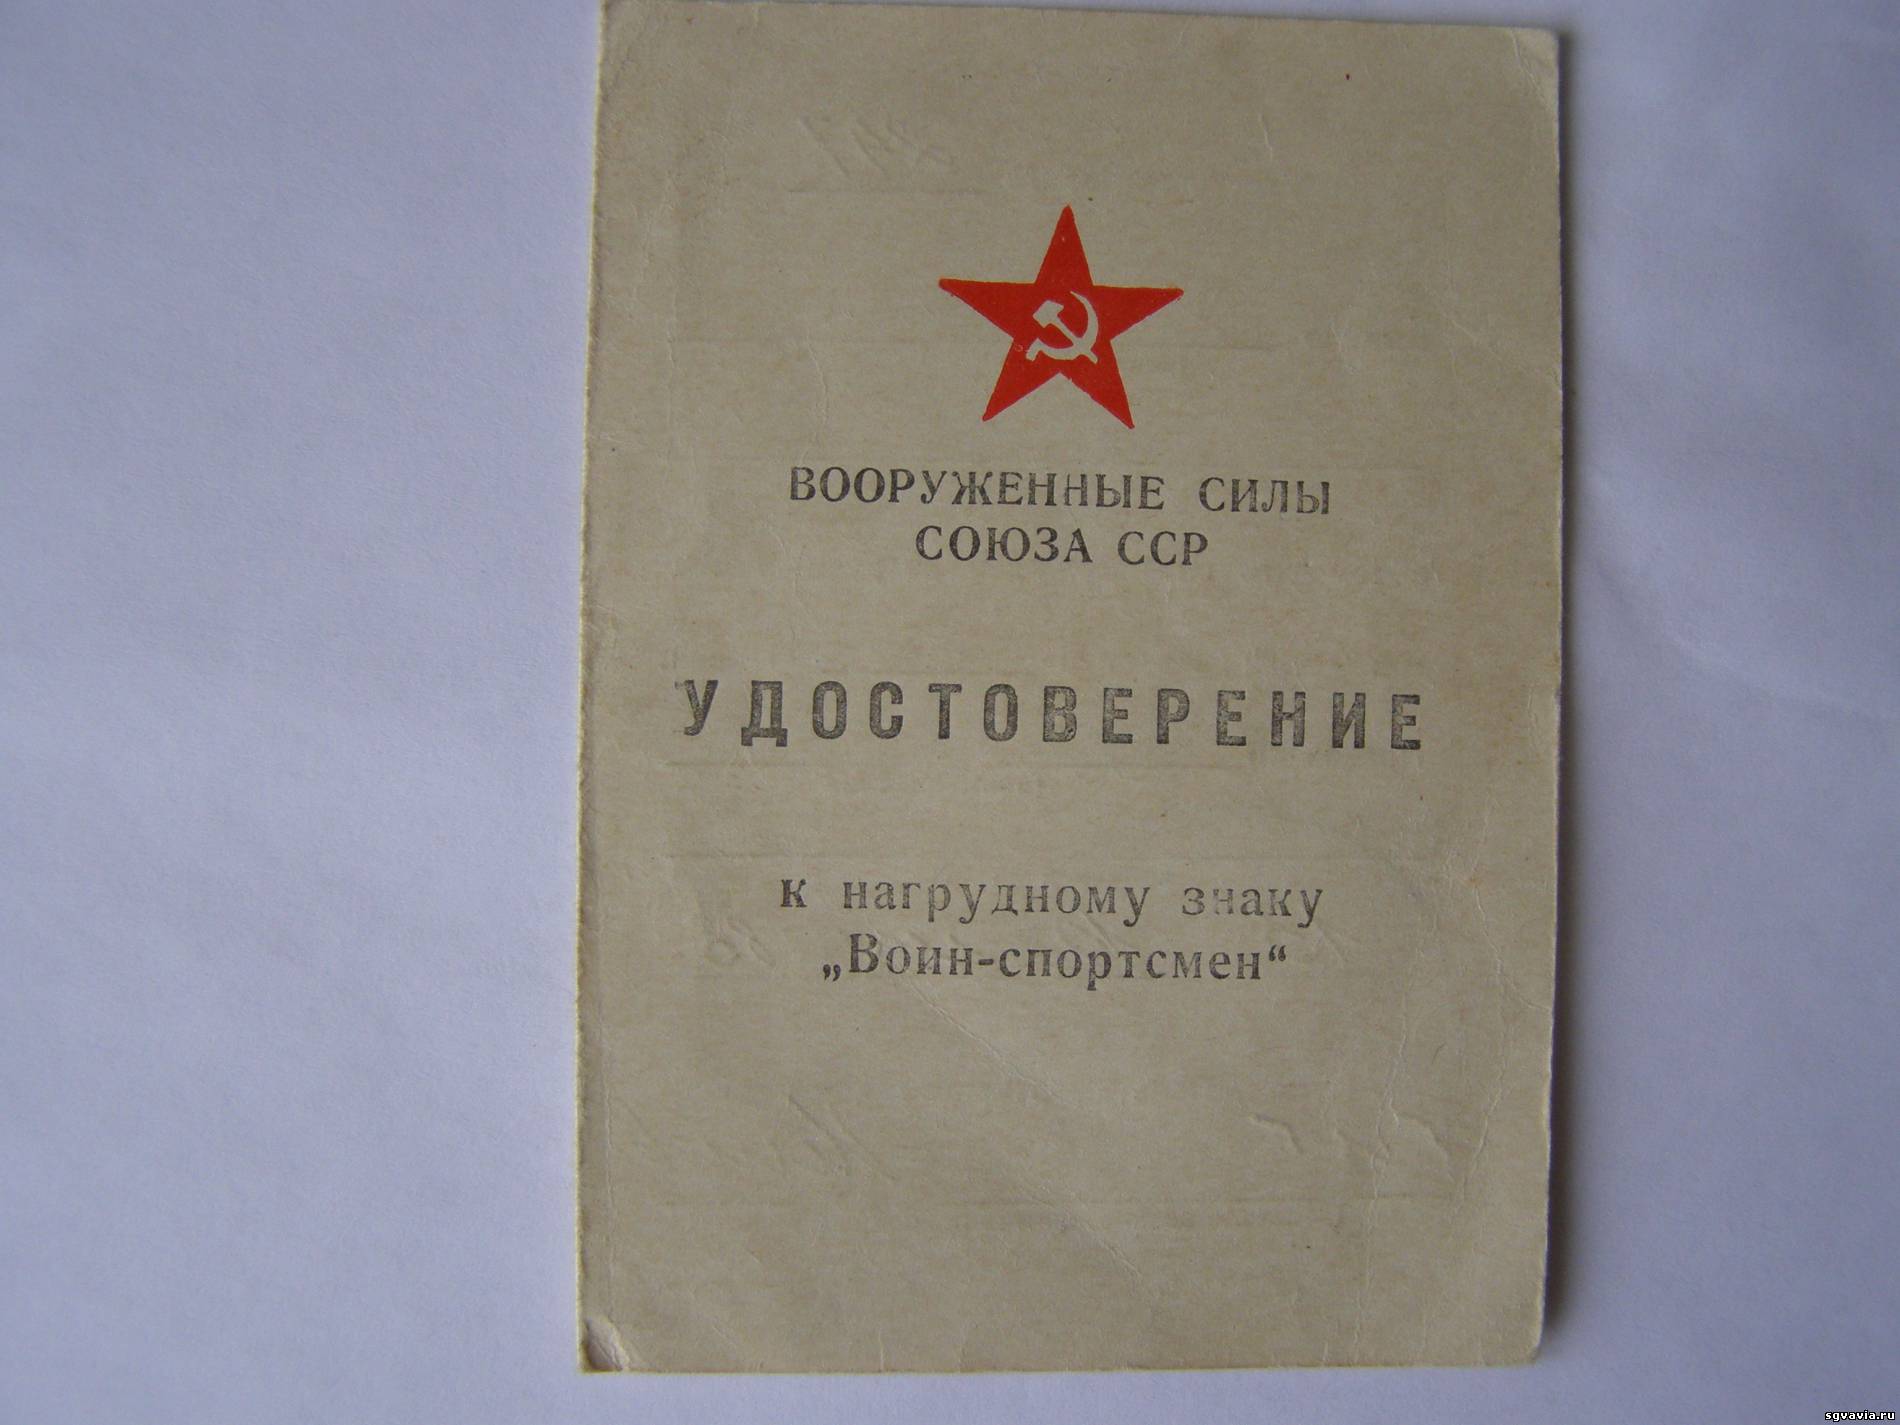 ВООРУЖЕННЫЕ СИЛЫ
СОЮЗА ССР
УДОСТОВЕРЕНИЕ
к нагрудному знаку
„Воин-спортсмен“
sgvavia.ru